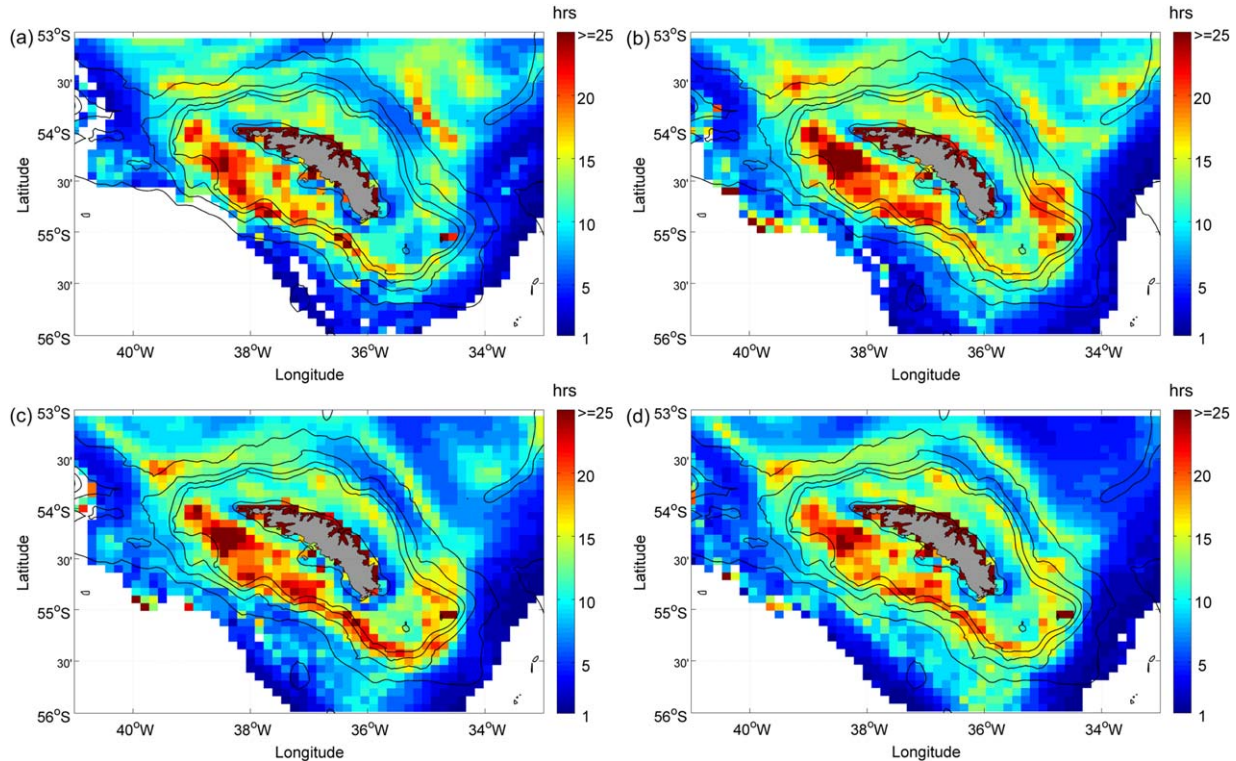 hrs
(a)
53°S
30'
54°S
30'
55°S
30'
56°S
Latitude
40°W
38°W
36°W
34°W
Longitude
>=25
20
15
10
5
1
hrs
(b)
53°S
30'
54°S
30'
55°S
30'
56°S
Latitude
40°W
38°W
36°W
34°W
Longitude
>=25
20
15
10
5
1
hrs
(c)
53°S
30'
54°S
30'
55°S
30'
56°S
Latitude
40°W
38°W
36°W
34°W
Longitude
>=25
20
15
10
5
1
hrs
(d)
53°S
30'
54°S
30'
55°S
30'
56°S
Latitude
40°W
38°W
36°W
34°W
Longitude
>=25
20
15
10
5
1